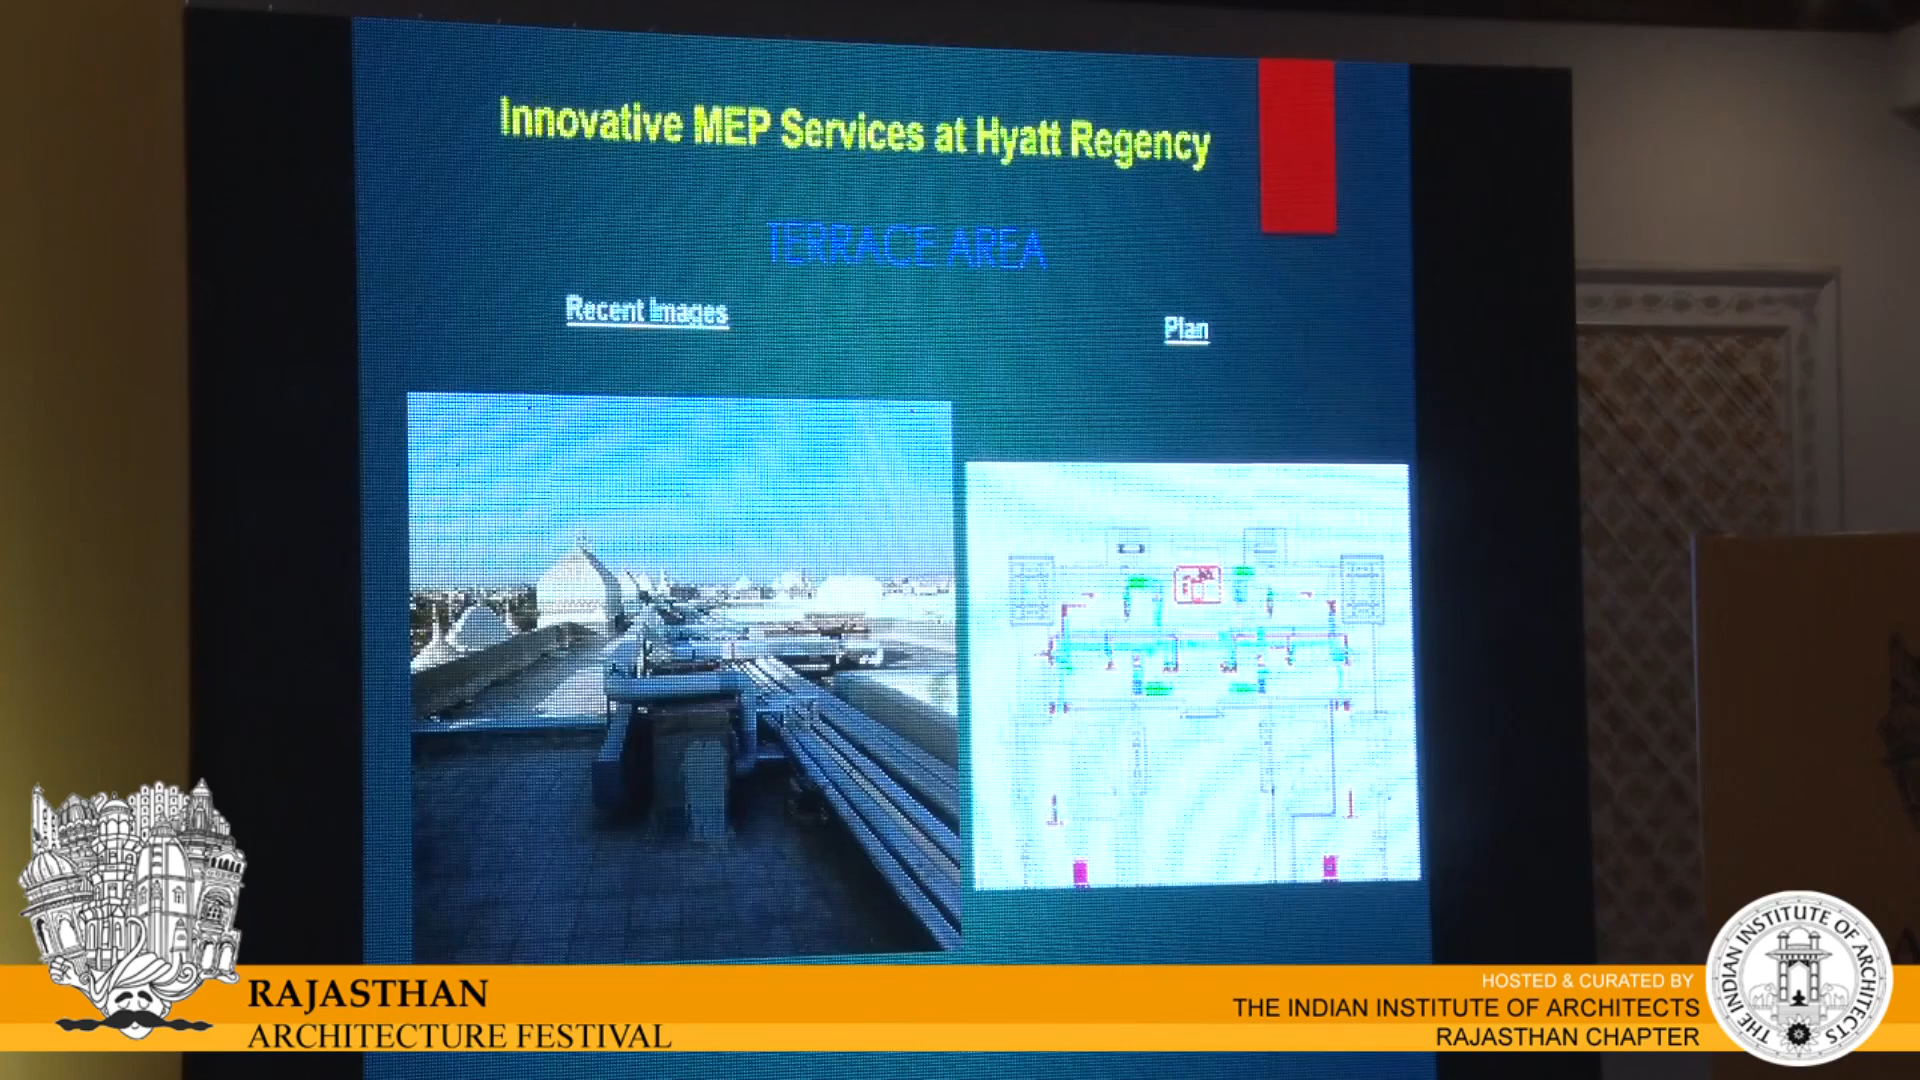 Innovative MEP Services at Hyatt Regency
TERRACE AREA
Recent Images
Plan
RAJASTHAN
ARCHITECTURE FESTIVAL
HOSTED & CURATED BY
THE INDIAN INSTITUTE OF ARCHITECTS
RAJASTHAN CHAPTER
THE INDIAN INSTITUTE OF ARCHITECTS